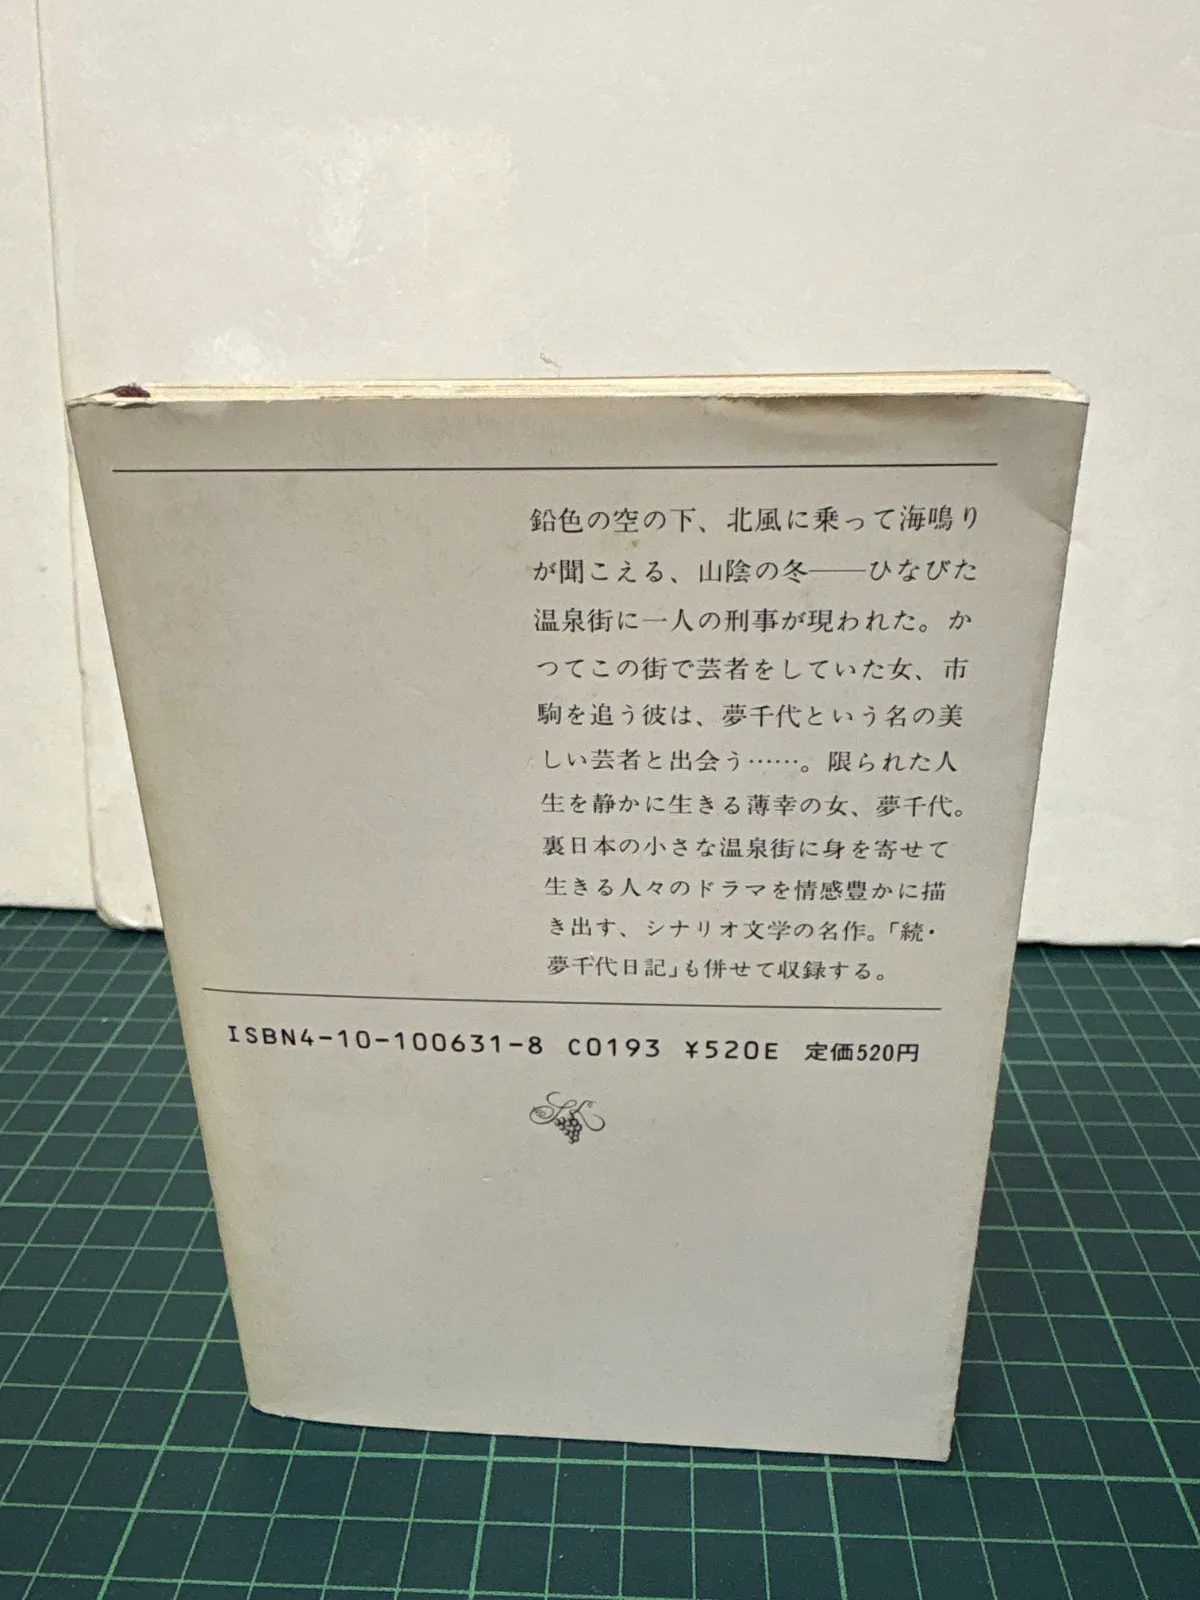 鉛色の空の下、北風に乗って海鳴り
が聞こえる、山陰の冬――ひなびた
温泉街に一人の刑事が現われた。か
つてこの街で芸者をしていた女、市
駒を追う彼は、夢千代という名の美
しい芸者と出会う……。限られた人
生を静かに生きる薄幸の女、夢千代。
裏日本の小さな温泉街に身を寄せて
生きる人々のドラマを情感豊かに描
き出す、シナリオ文学の名作。「続・
夢千代日記」も併せて収録する。
ISBN4-10-100631-8 C0193 ¥520E 定価520円